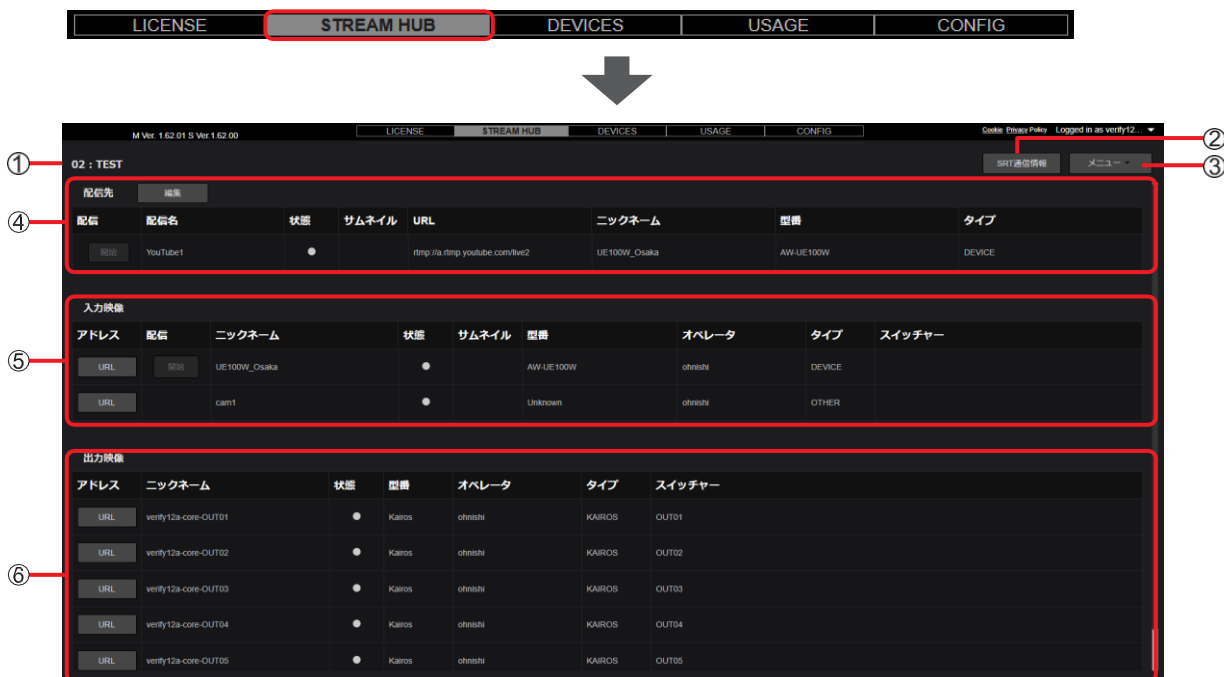 LICENSE STREAM HUB DEVICES USAGE CONFIG
M Ver. 1.62.01 S Ver.1.62.00 LICENSE STREAM HUB DEVICES USAGE CONFIG Cookie Privacy Policy Logged in as verify12...
②
① 02 : TEST SRT通信情報 メニュー ③
配信先 編集
④ 配信 配信名 状態 サムネイル URL ニックネーム 型番 タイプ
開始 YouTube1 rtmp://a.rtmp.youtube.com/live2 UE100W_Osaka AW-UE100W DEVICE
入力映像
アドレス 配信 ニックネーム 状態 サムネイル 型番 オペレータ タイプ スイッチャー
⑤ URL 開始 UE100W_Osaka AW-UE100W ohnishi DEVICE
URL cam1 Unknown ohnishi OTHER
出力映像
アドレス ニックネーム 状態 型番 オペレータ タイプ スイッチャー
URL verify12a-core-OUT01 Kairos ohnishi KAIROS OUT01
URL verify12a-core-OUT02 Kairos ohnishi KAIROS OUT02
⑥ URL verify12a-core-OUT03 Kairos ohnishi KAIROS OUT03
URL verify12a-core-OUT04 Kairos ohnishi KAIROS OUT04
URL verify12a-core-OUT05 Kairos ohnishi KAIROS OUT05